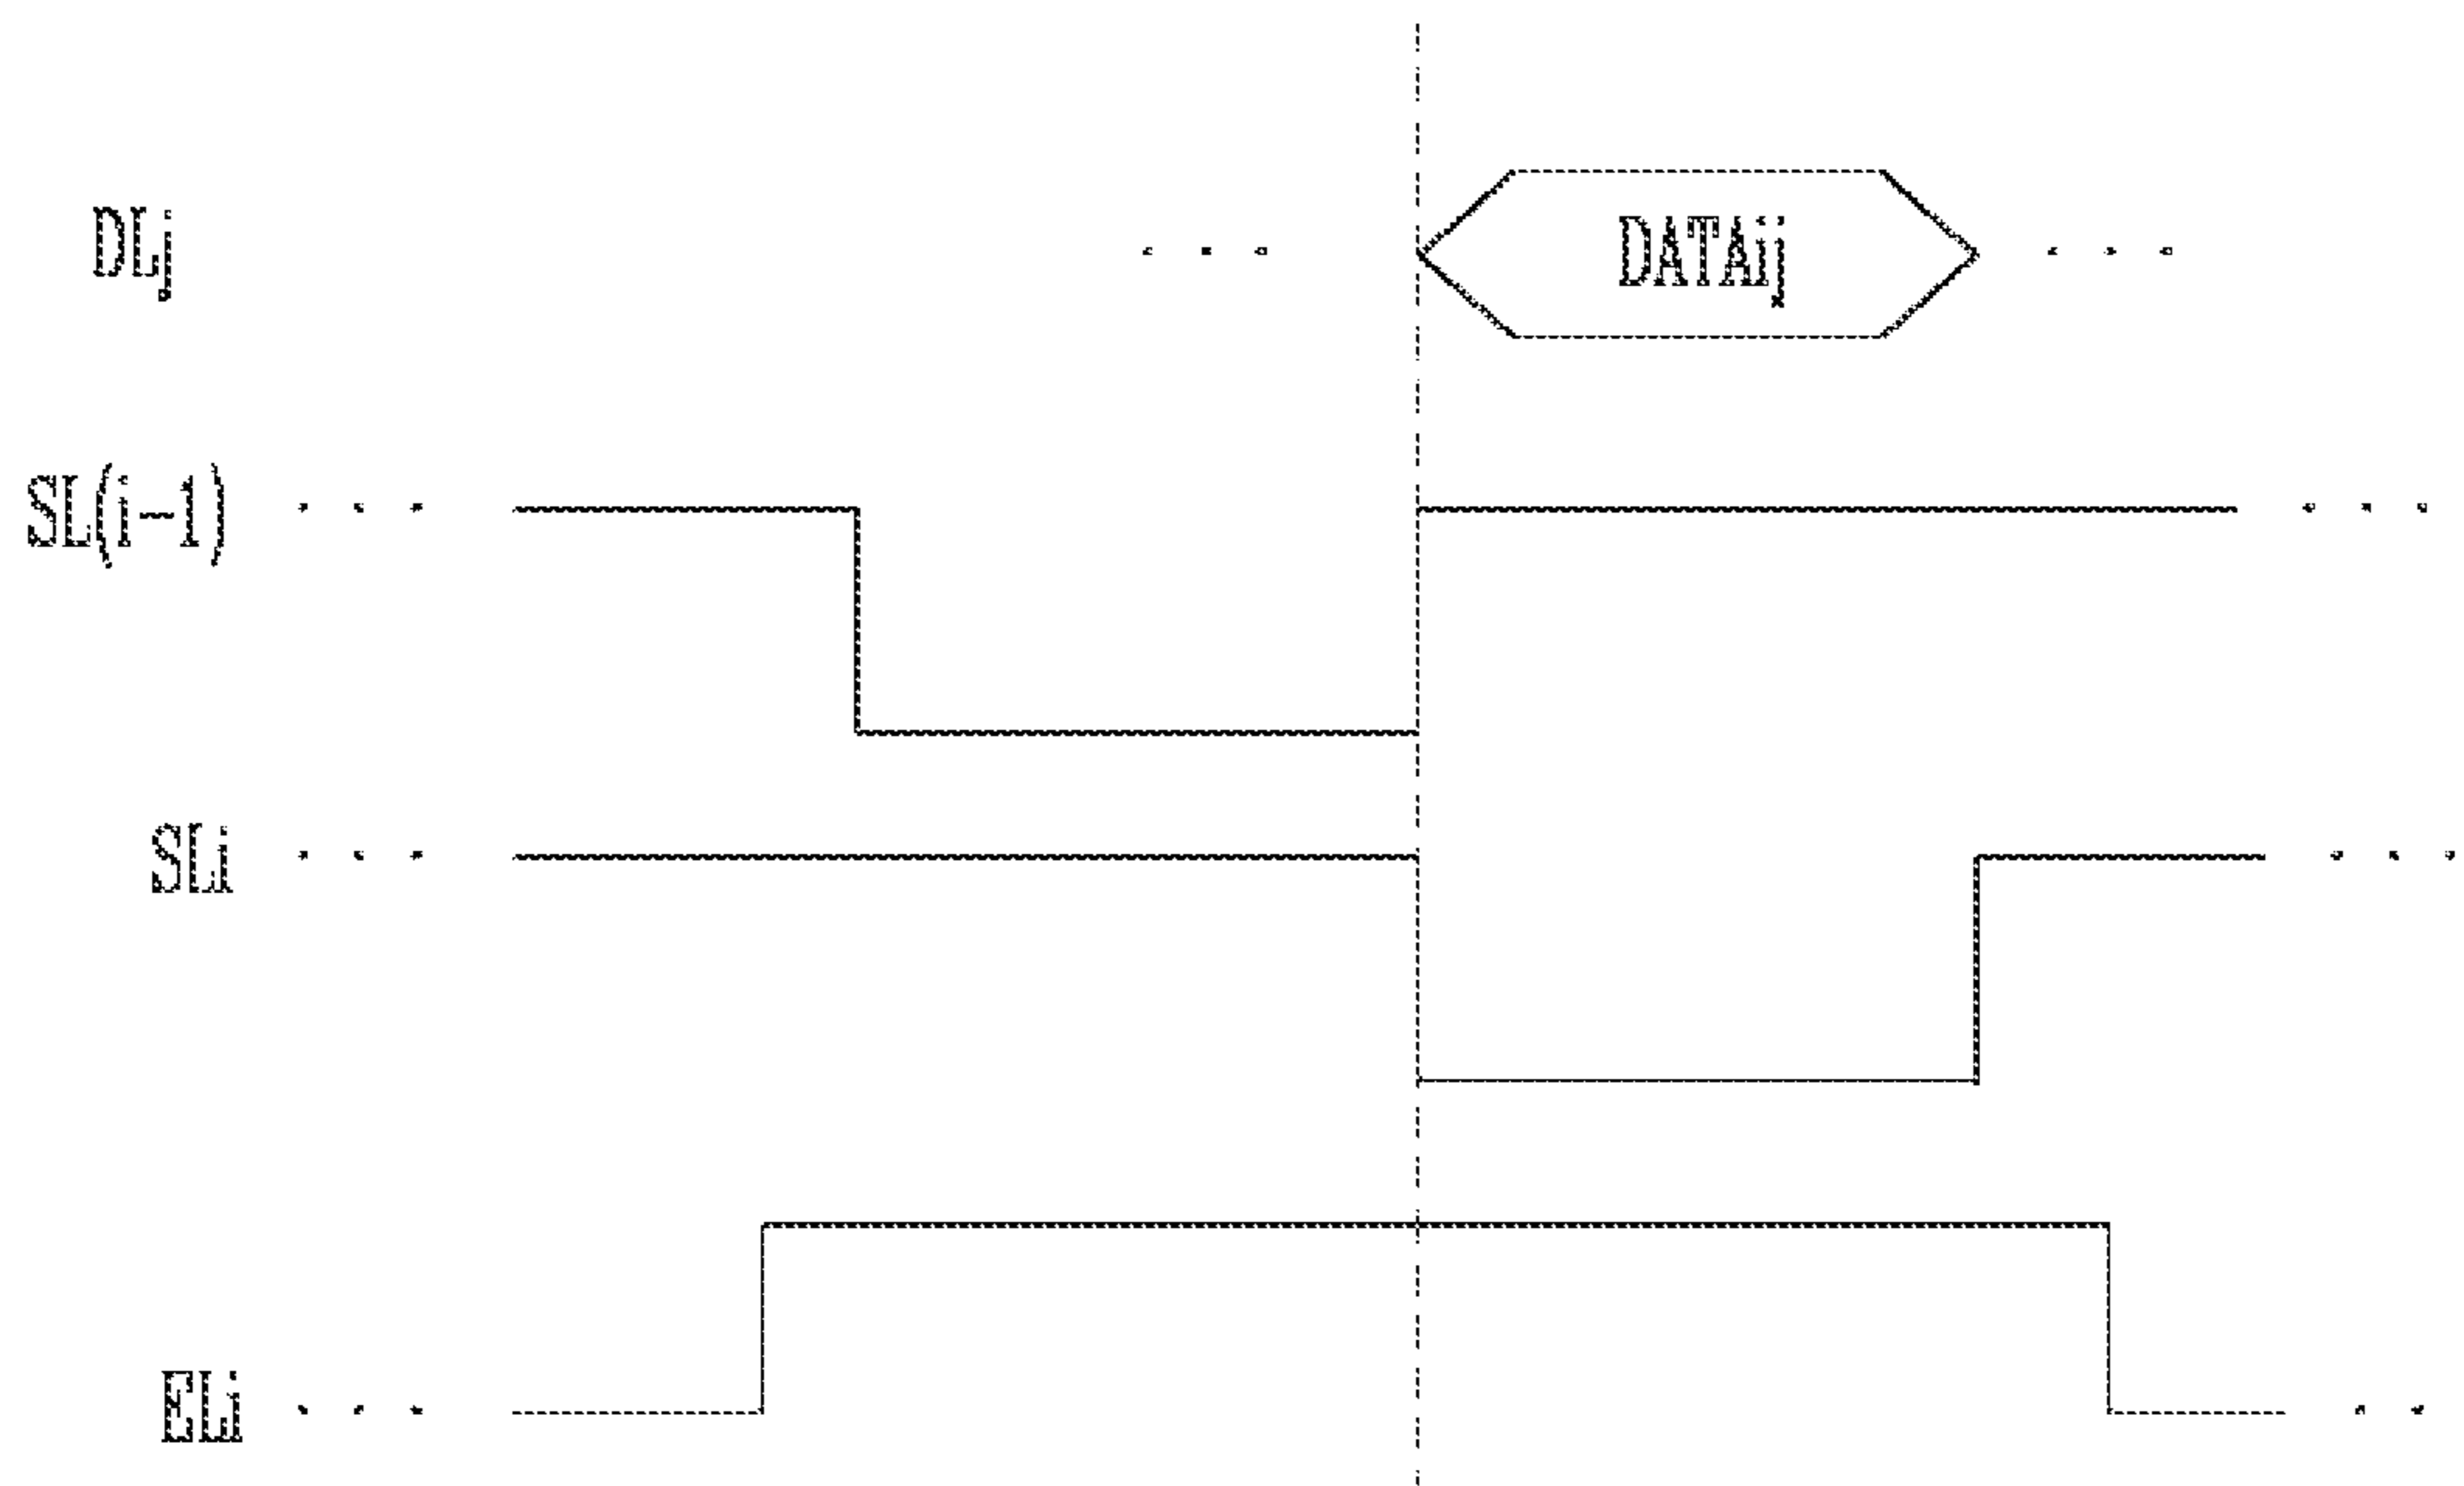 DLj
DATAij
SL(i-1)
SLi
ELi